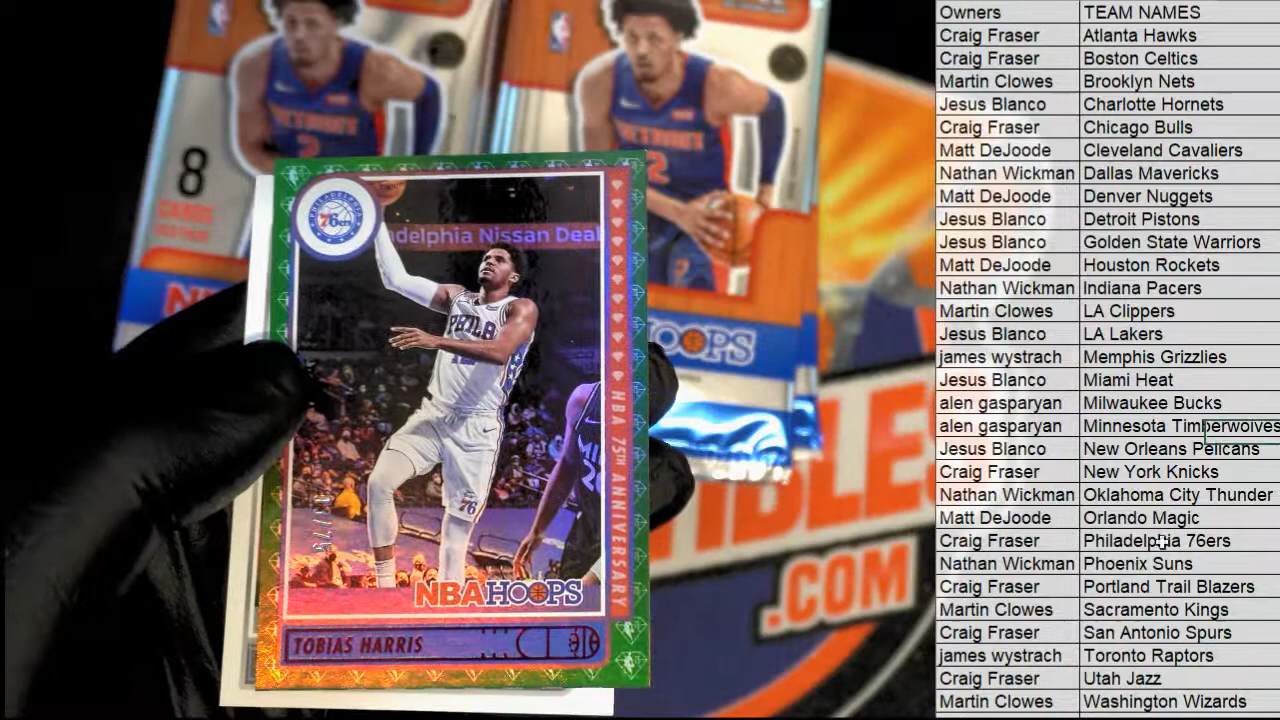 Owners TEAM NAMES
Craig Fraser Atlanta Hawks
Craig Fraser Boston Celtics
Martin Clowes Brooklyn Nets
Jesus Blanco Charlotte Hornets
Craig Fraser Chicago Bulls
Matt DeJoode Cleveland Cavaliers
Nathan Wickman Dallas Mavericks
Matt DeJoode Denver Nuggets
Jesus Blanco Detroit Pistons
Jesus Blanco Golden State Warriors
Matt DeJoode Houston Rockets
Nathan Wickman Indiana Pacers
Martin Clowes LA Clippers
Jesus Blanco LA Lakers
james wystrach Memphis Grizzlies
Jesus Blanco Miami Heat
alen gasparyan Milwaukee Bucks
alen gasparyan Minnesota Timberwolves
Jesus Blanco New Orleans Pelicans
Craig Fraser New York Knicks
Nathan Wickman Oklahoma City Thunder
Matt DeJoode Orlando Magic
Craig Fraser Philadelphia 76ers
Nathan Wickman Phoenix Suns
Craig Fraser Portland Trail Blazers
Martin Clowes Sacramento Kings
Craig Fraser San Antonio Spurs
james wystrach Toronto Raptors
Craig Fraser Utah Jazz
Martin Clowes Washington Wizards
DETROIT
2
DETROIT
2
8
CARDS
HOOPS
PHILADELPHIA
76ers
adelphia Nissan Deal
PHILA
12
76
NBA 75TH ANNIVERSARY
NBA HOOPS
TOBIAS HARRIS
TIBLES
.COM